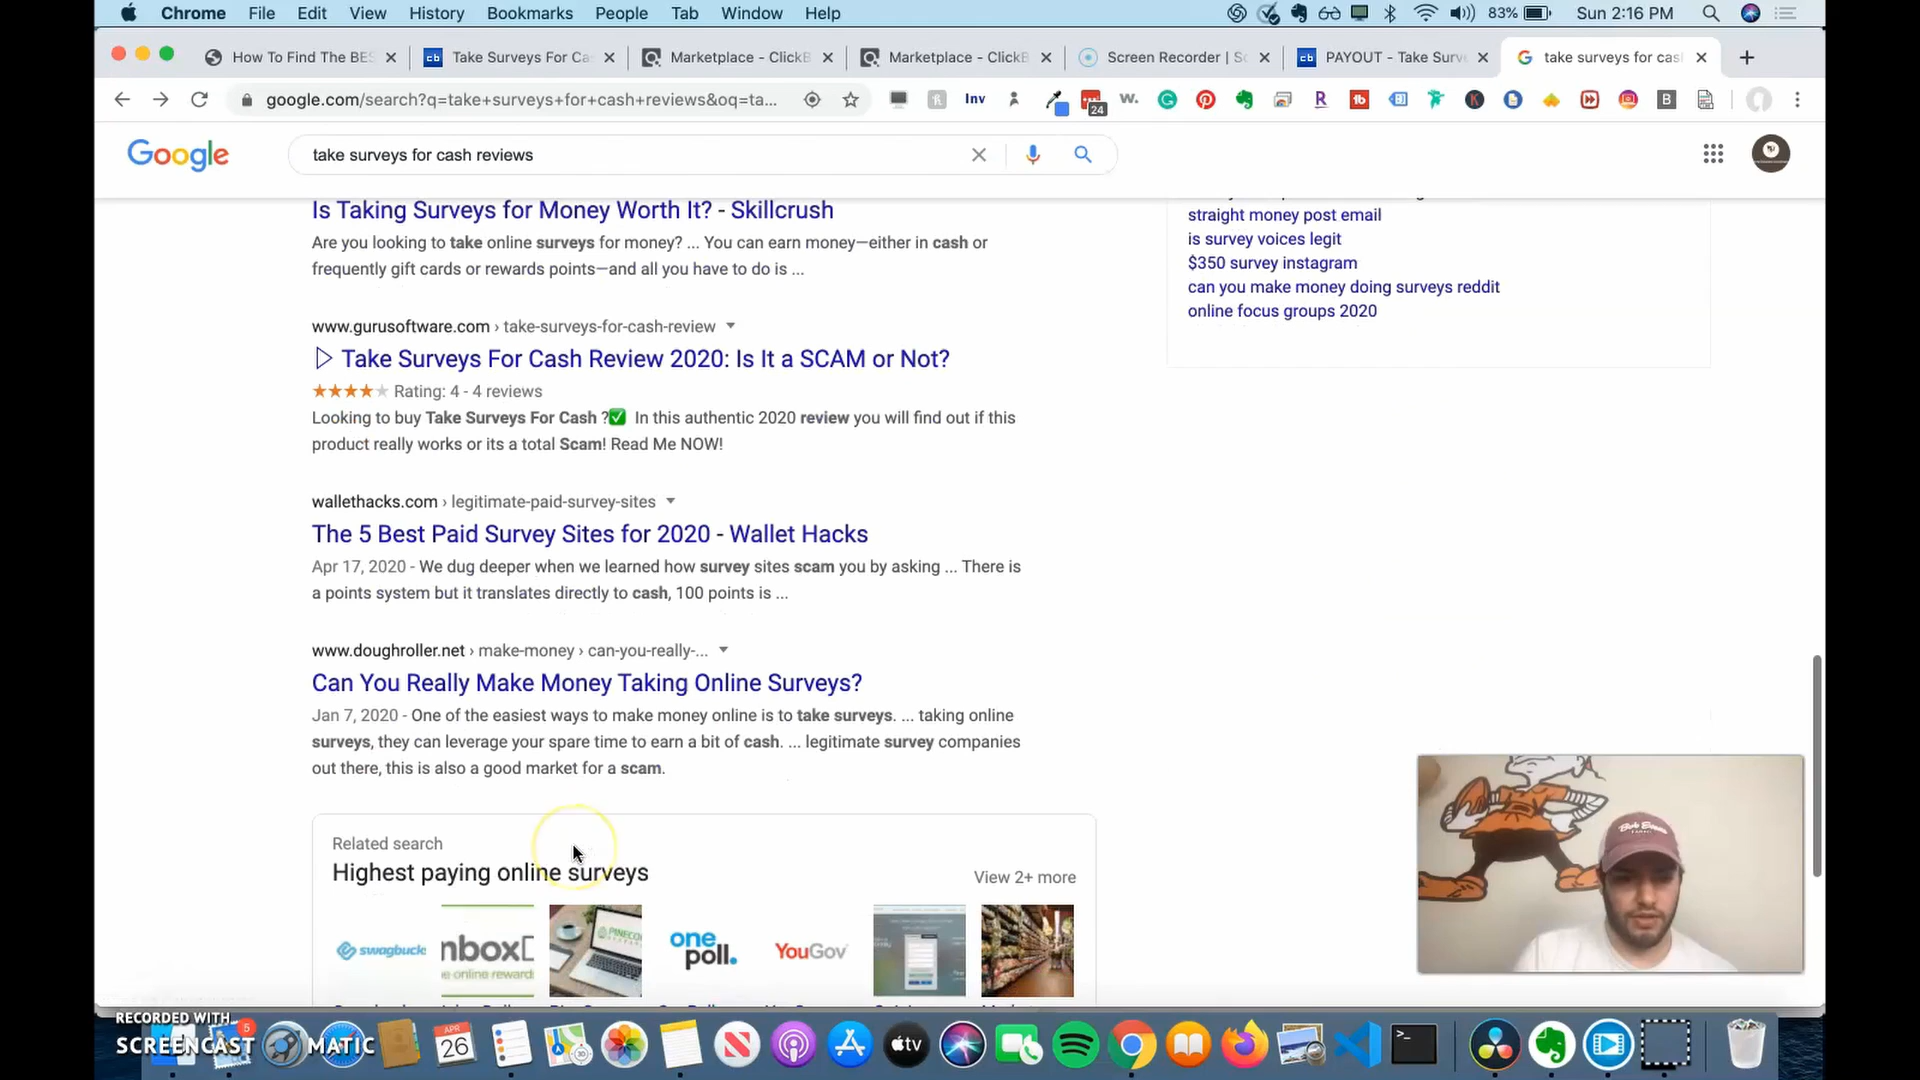 Chrome File Edit View History Bookmarks People Tab Window Help 83% Sun 2:16 PM
How To Find The BES Take Surveys For Ca Marketplace - ClickB Marketplace - ClickB Screen Recorder | Sc PAYOUT - Take Surve take surveys for cas
google.com/search?q=take+surveys+for+cash+reviews&oq=ta... Inv 24
Google take surveys for cash reviews
Is Taking Surveys for Money Worth It? - Skillcrush
Are you looking to take online surveys for money? ... You can earn money—either in cash or
frequently gift cards or rewards points—and all you have to do is ...
straight money post email
is survey voices legit
$350 survey instagram
can you make money doing surveys reddit
online focus groups 2020
www.gurusoftware.com › take-surveys-for-cash-review
Take Surveys For Cash Review 2020: Is It a SCAM or Not?
Rating: 4 - 4 reviews
Looking to buy Take Surveys For Cash ?✅ In this authentic 2020 review you will find out if this
product really works or its a total Scam! Read Me NOW!
wallethacks.com › legitimate-paid-survey-sites
The 5 Best Paid Survey Sites for 2020 - Wallet Hacks
Apr 17, 2020 - We dug deeper when we learned how survey sites scam you by asking ... There is
a points system but it translates directly to cash, 100 points is ...
www.doughroller.net › make-money › can-you-really-...
Can You Really Make Money Taking Online Surveys?
Jan 7, 2020 - One of the easiest ways to make money online is to take surveys. ... taking online
surveys, they can leverage your spare time to earn a bit of cash. ... legitimate survey companies
out there, this is also a good market for a scam.
Related search
Highest paying online surveys
View 2+ more
swagbuck nbox PINECO one poll. YouGov
e online reward
RECORDED WITH
SCREENCAST MATIC
5
APR
26
tv